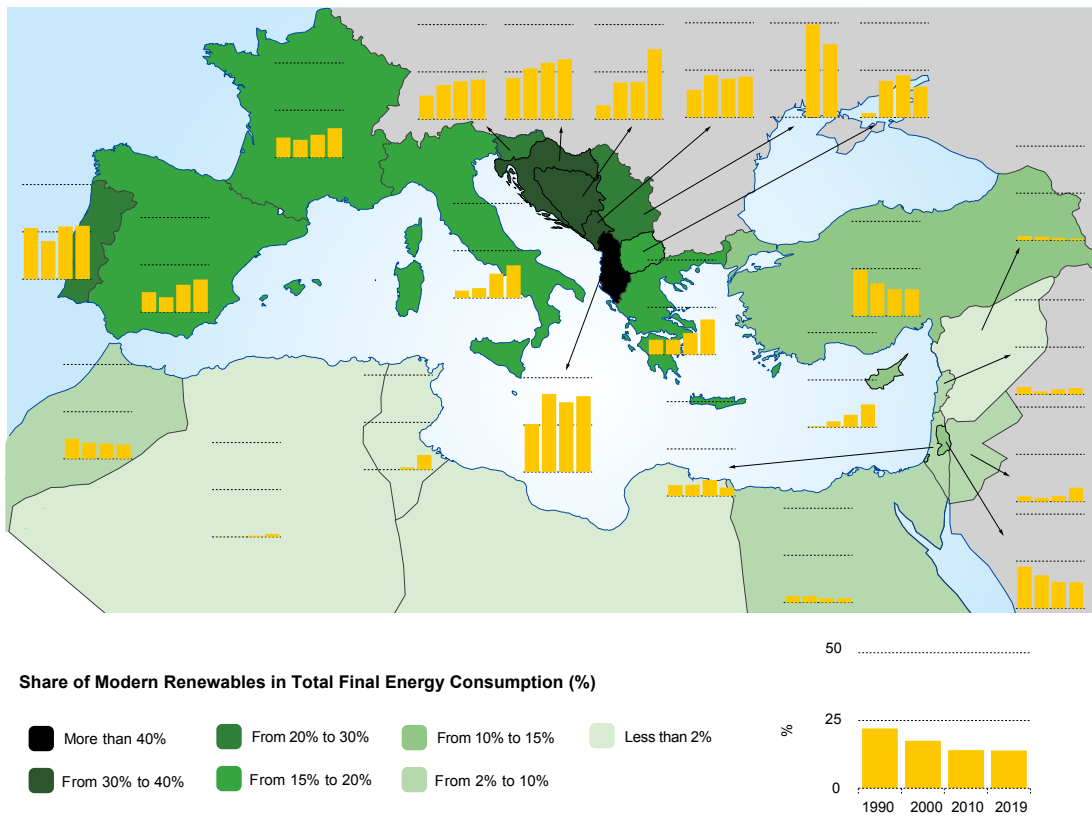 Share of Modern Renewables in Total Final Energy Consumption (%)
More than 40%
From 20% to 30%
From 10% to 15%
Less than 2%
From 30% to 40%
From 15% to 20%
From 2% to 10%
50
25
%
0
1990 2000 2010 2019